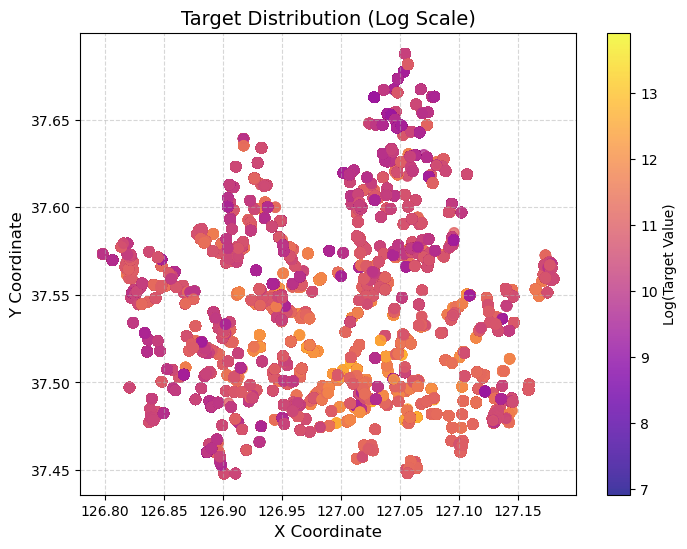 Target Distribution (Log Scale)
37.65
37.60
37.55
37.50
37.45
Y Coordinate
126.80 126.85 126.90 126.95 127.00 127.05 127.10 127.15
X Coordinate
13
12
11
10
9
8
7
Log(Target Value)